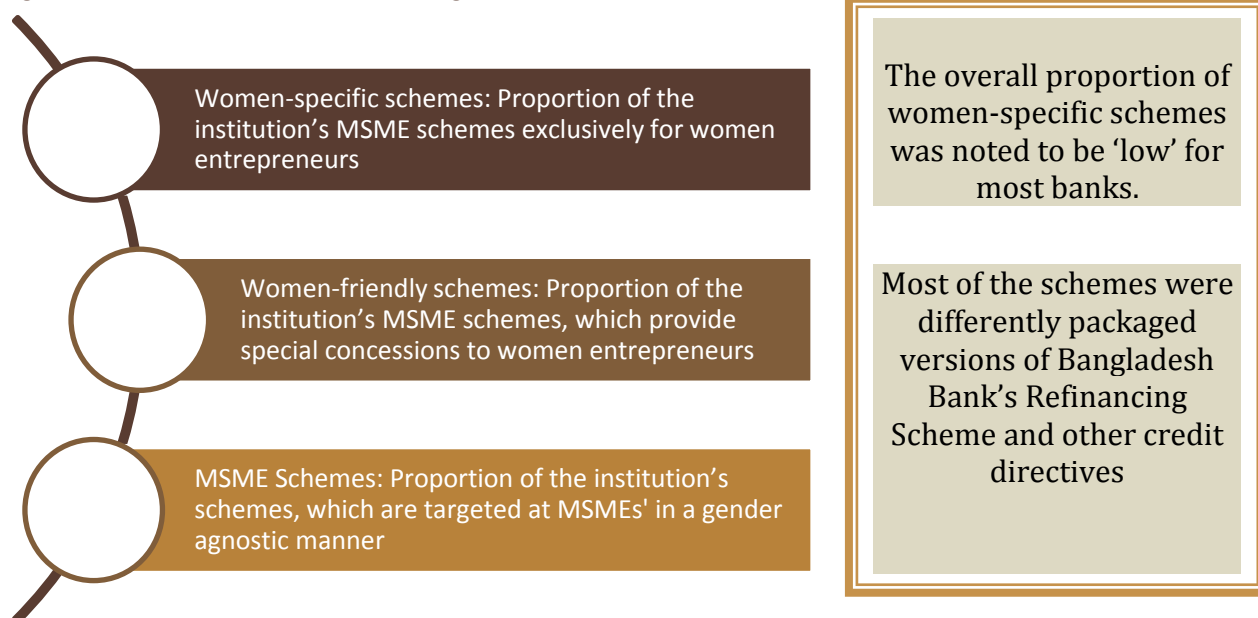 Women-specific schemes: Proportion of the
institution’s MSME schemes exclusively for women
entrepreneurs
Women-friendly schemes: Proportion of the
institution’s MSME schemes, which provide
special concessions to women entrepreneurs
MSME Schemes: Proportion of the institution’s
schemes, which are targeted at MSMEs' in a gender
agnostic manner
The overall proportion of
women-specific schemes
was noted to be ‘low’ for
most banks.
Most of the schemes were
differently packaged
versions of Bangladesh
Bank’s Refinancing
Scheme and other credit
directives